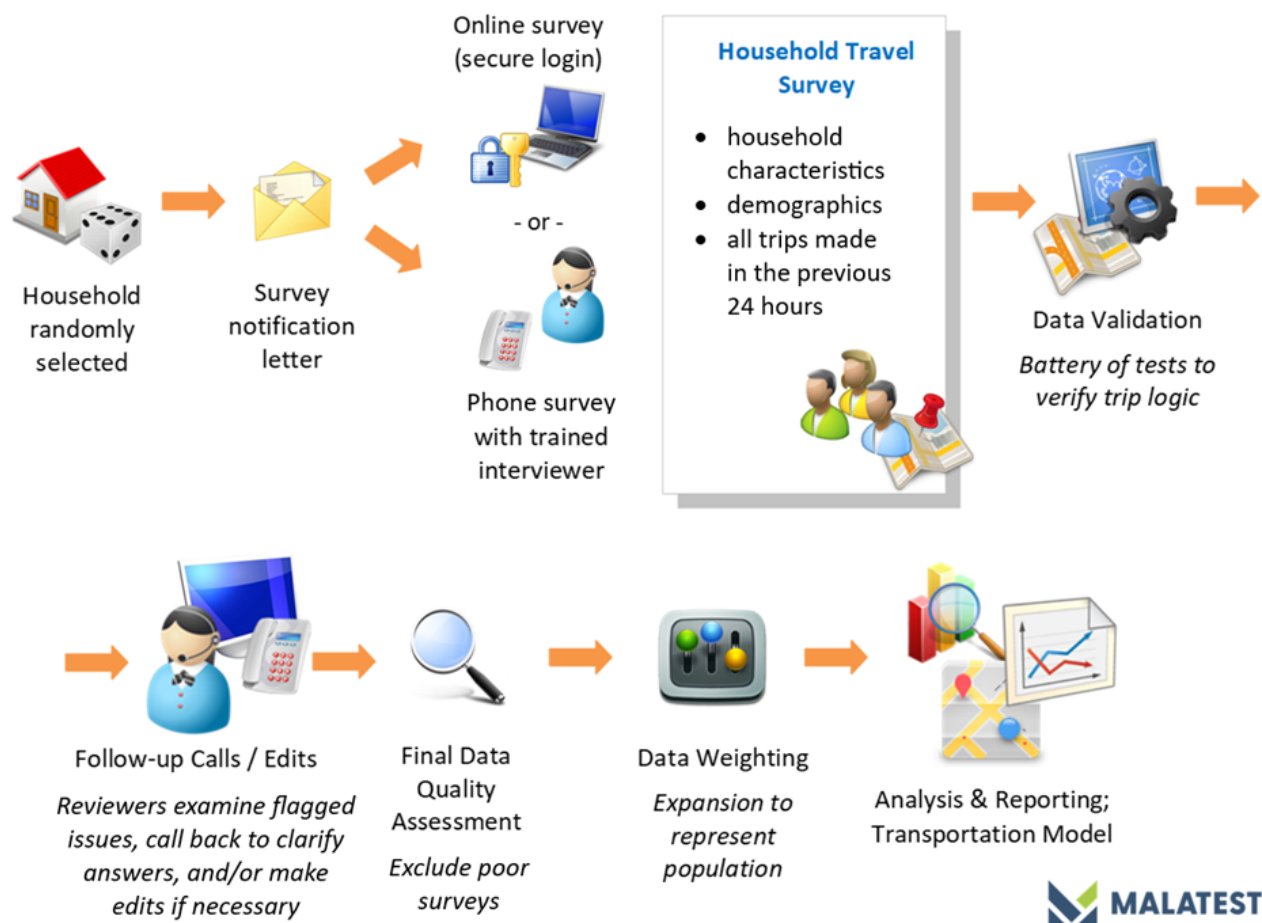 Household
randomly
selected
Survey
notification
letter
Online survey
(secure login)
- or -
Phone survey
with trained
interviewer
Household Travel
Survey
• household
characteristics
• demographics
• all trips made
in the previous
24 hours
Data Validation
Battery of tests to
verify trip logic
Follow-up Calls / Edits
Reviewers examine flagged
issues, call back to clarify
answers, and/or make
edits if necessary
Final Data
Quality
Assessment
Exclude poor
surveys
Data Weighting
Expansion to
represent
population
Analysis & Reporting;
Transportation Model
MALATEST